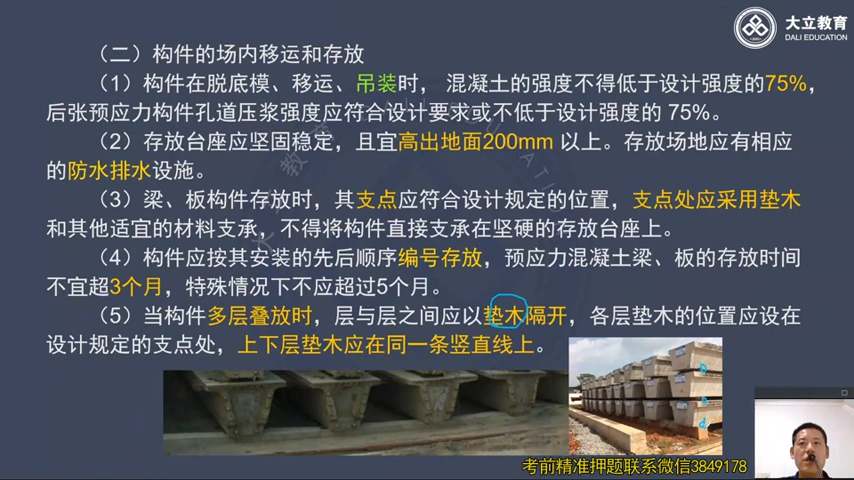 大立教育
DALI EDUCATION
（二）构件的场内移运和存放
（1）构件在脱底模、移运、吊装时， 混凝土的强度不得低于设计强度的75%，
后张预应力构件孔道压浆强度应符合设计要求或不低于设计强度的 75%。
（2）存放台座应坚固稳定，且宜高出地面200mm 以上。存放场地应有相应
的防水排水设施。
（3）梁、板构件存放时，其支点应符合设计规定的位置，支点处应采用垫木
和其他适宜的材料支承，不得将构件直接支承在坚硬的存放台座上。
（4）构件应按其安装的先后顺序编号存放，预应力混凝土梁、板的存放时间
不宜超3个月，特殊情况下不应超过5个月。
（5）当构件多层叠放时，层与层之间应以垫木隔开，各层垫木的位置应设在
设计规定的支点处，上下层垫木应在同一条竖直线上。
考前精准押题联系微信3849178